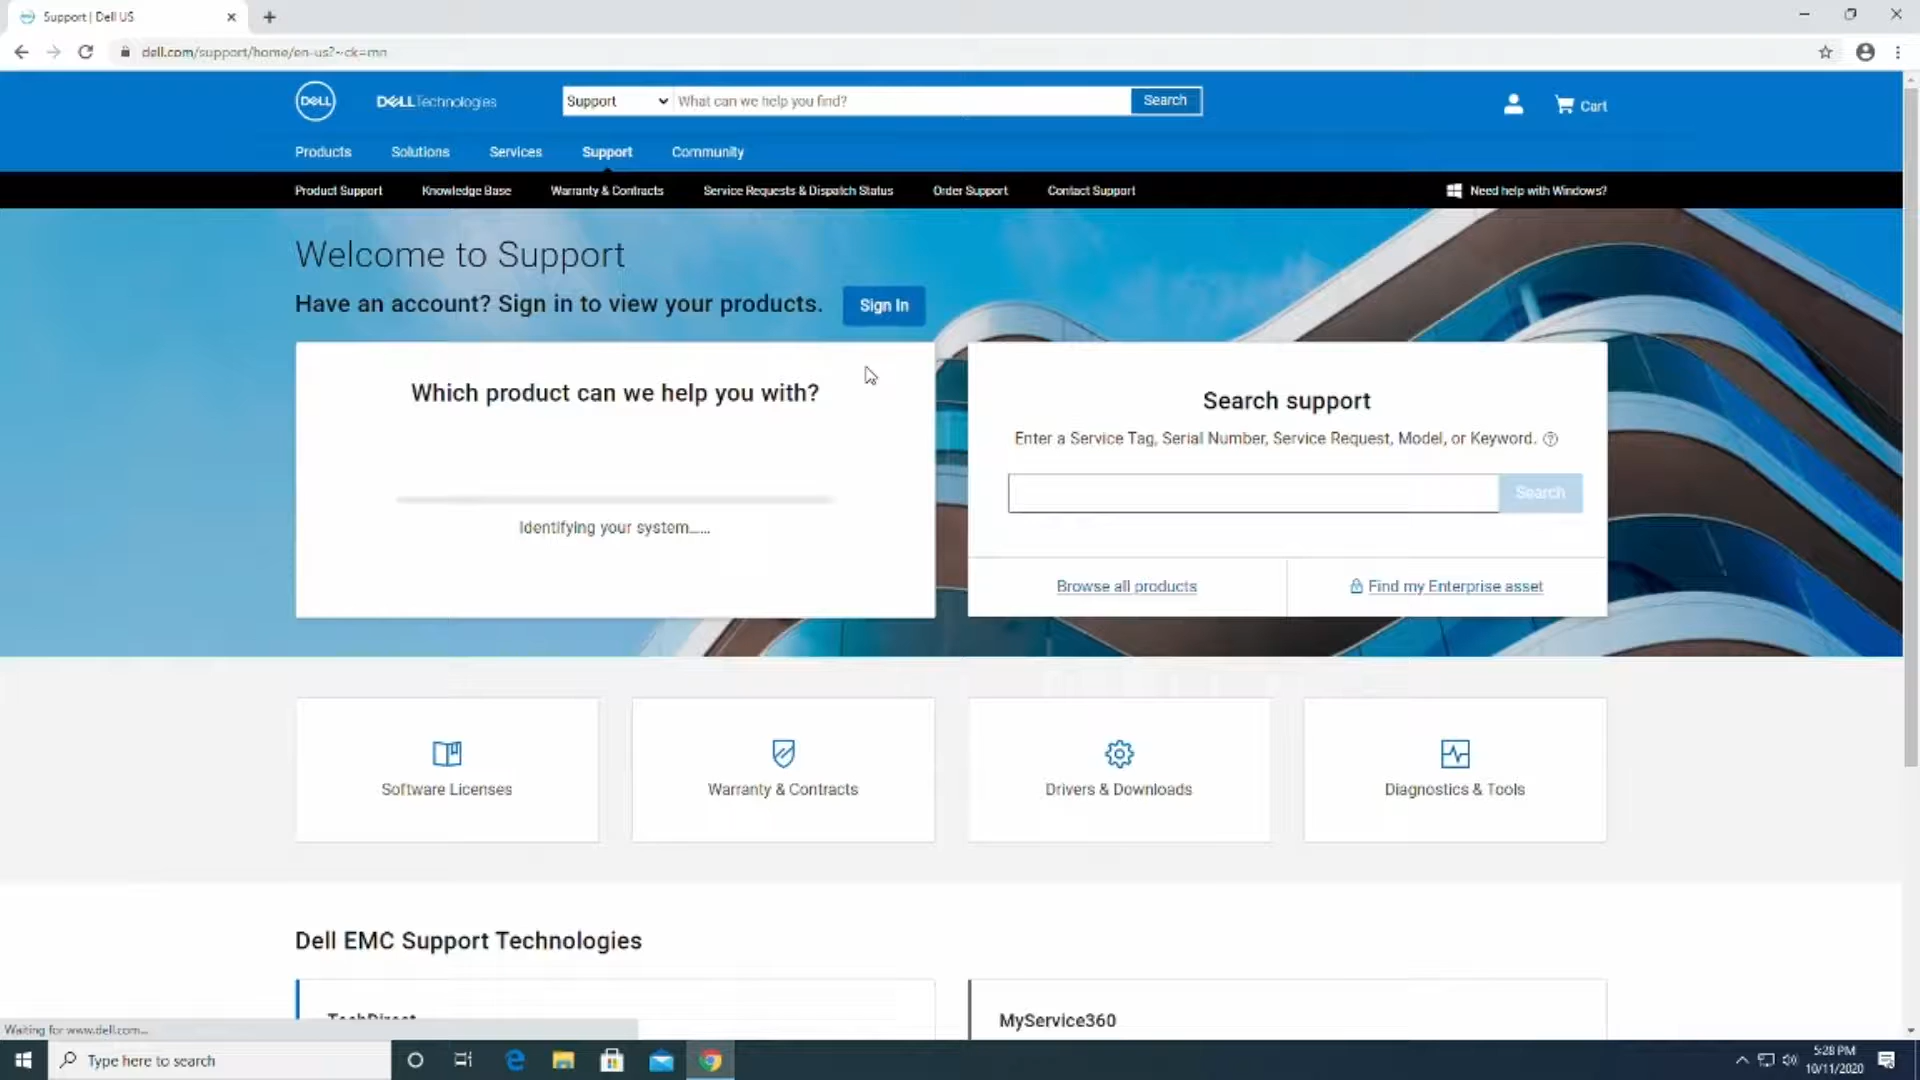 Support | Dell US
dell.com/support/home/en-us?~ck=mn
DELL
DELLTechnologies
Support
What can we help you find?
Search
Cart
Products
Solutions
Services
Support
Community
Product Support
Knowledge Base
Warranty & Contracts
Service Requests & Dispatch Status
Order Support
Contact Support
Need help with Windows?
Welcome to Support
Have an account? Sign in to view your products.
Sign In
Which product can we help you with?
Identifying your system......
Search support
Enter a Service Tag, Serial Number, Service Request, Model, or Keyword.
Search
Browse all products
Find my Enterprise asset
Software Licenses
Warranty & Contracts
Drivers & Downloads
Diagnostics & Tools
Dell EMC Support Technologies
TechDirect
MyService360
Waiting for www.dell.com...
Type here to search
5:28 PM
10/11/2020